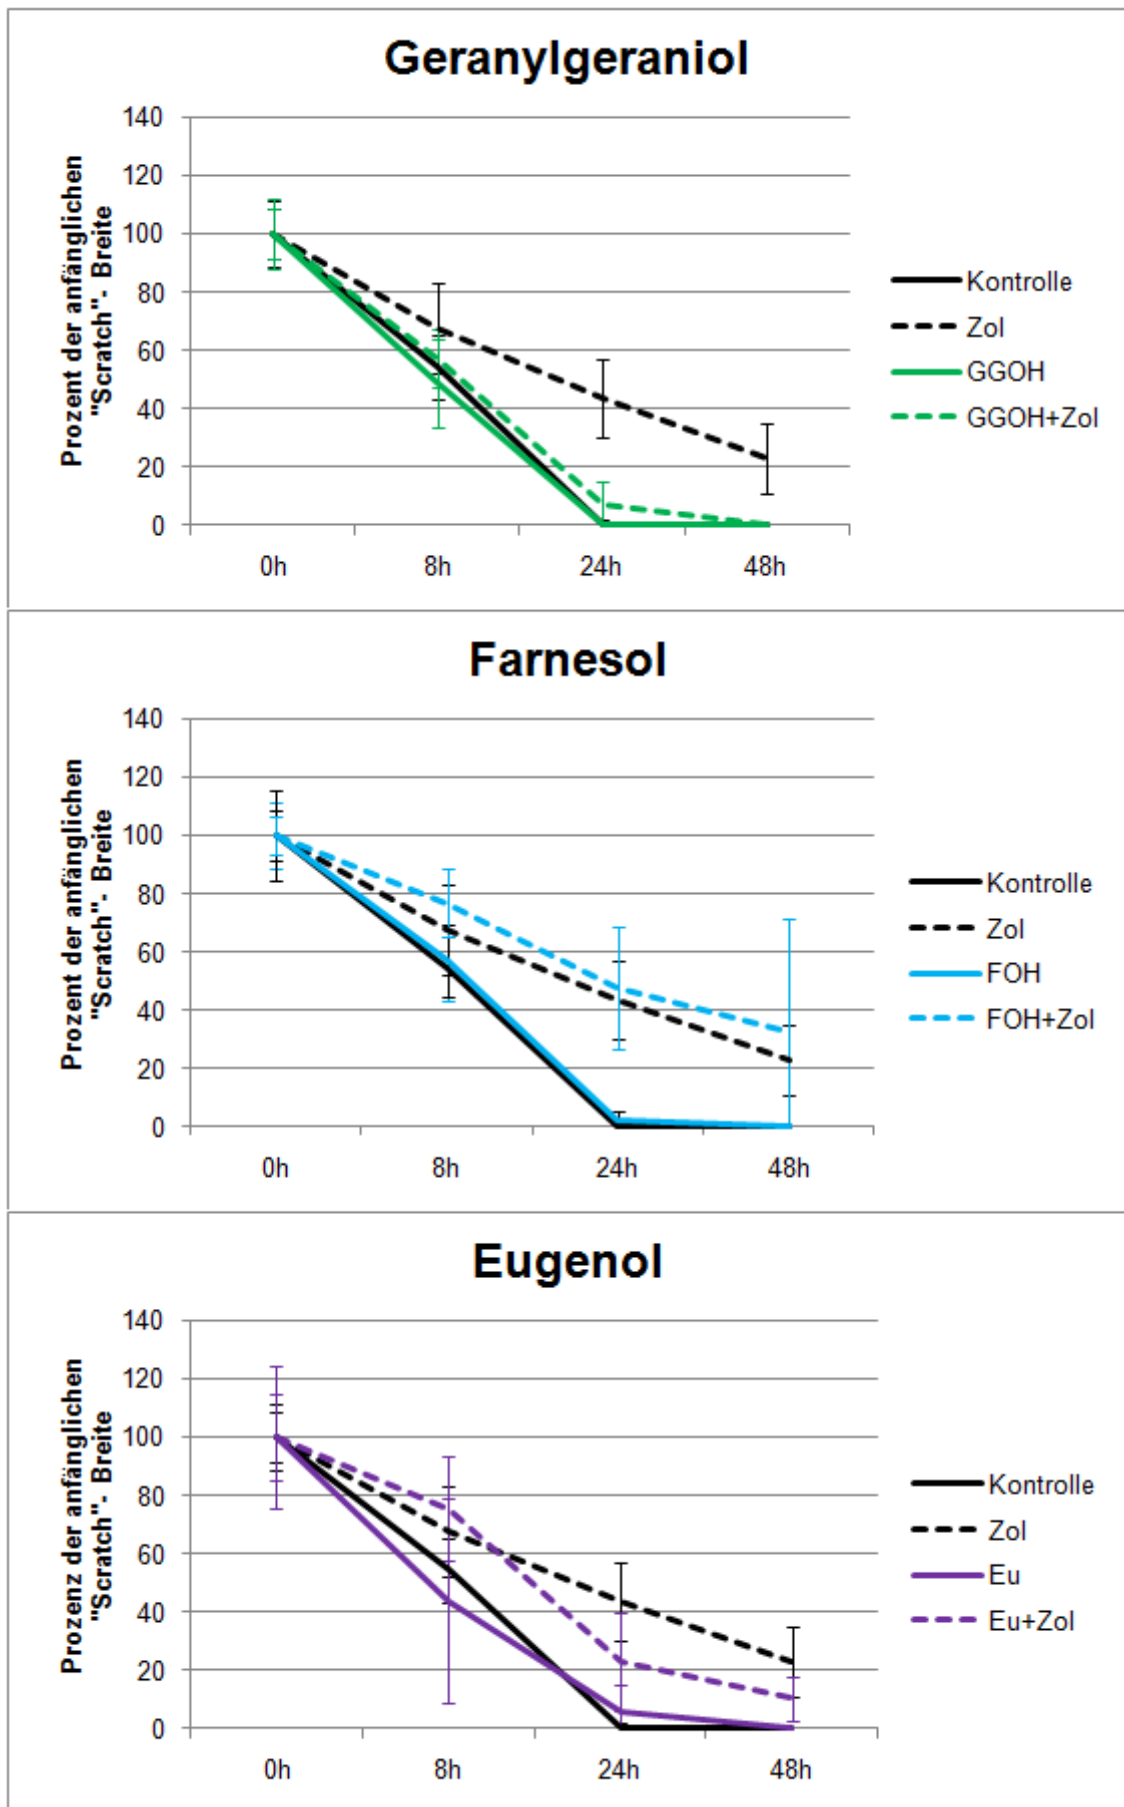 Geranylgeraniol
Prozent der anfänglichen
"Scratch"- Breite
140
120
100
80
60
40
20
0
0h
8h
24h
48h
Kontrolle
Zol
GGOH
GGOH+Zol
Farnesol
Prozent der anfänglichen
"Scratch"- Breite
140
120
100
80
60
40
20
0
0h
8h
24h
48h
Kontrolle
Zol
FOH
FOH+Zol
Eugenol
Prozenz der anfänglichen
"Scratch"- Breite
140
120
100
80
60
40
20
0
0h
8h
24h
48h
Kontrolle
Zol
Eu
Eu+Zol